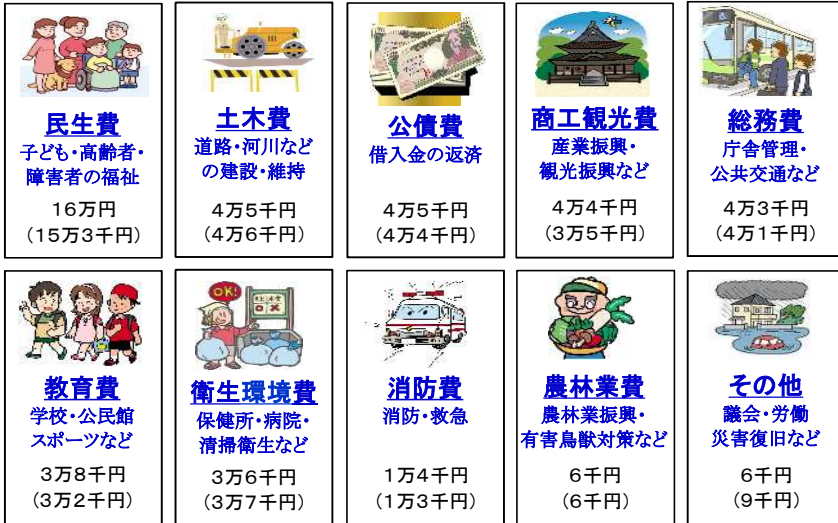 民生費
子ども・高齢者・
障害者の福祉
16万円
(15万3千円)
土木費
道路・河川など
の建設・維持
4万5千円
(4万6千円)
公債費
借入金の返済
4万5千円
(4万4千円)
商工観光費
産業振興・
観光振興など
4万4千円
(3万5千円)
総務費
庁舎管理・
公共交通など
4万3千円
(4万1千円)
教育費
学校・公民館
スポーツなど
3万8千円
(3万2千円)
OK!
衛生環境費
保健所・病院・
清掃衛生など
3万6千円
(3万7千円)
消防費
消防・救急
1万4千円
(1万3千円)
農林業費
農林業振興・
有害鳥獣対策など
6千円
(6千円)
その他
議会・労働
災害復旧など
6千円
(9千円)